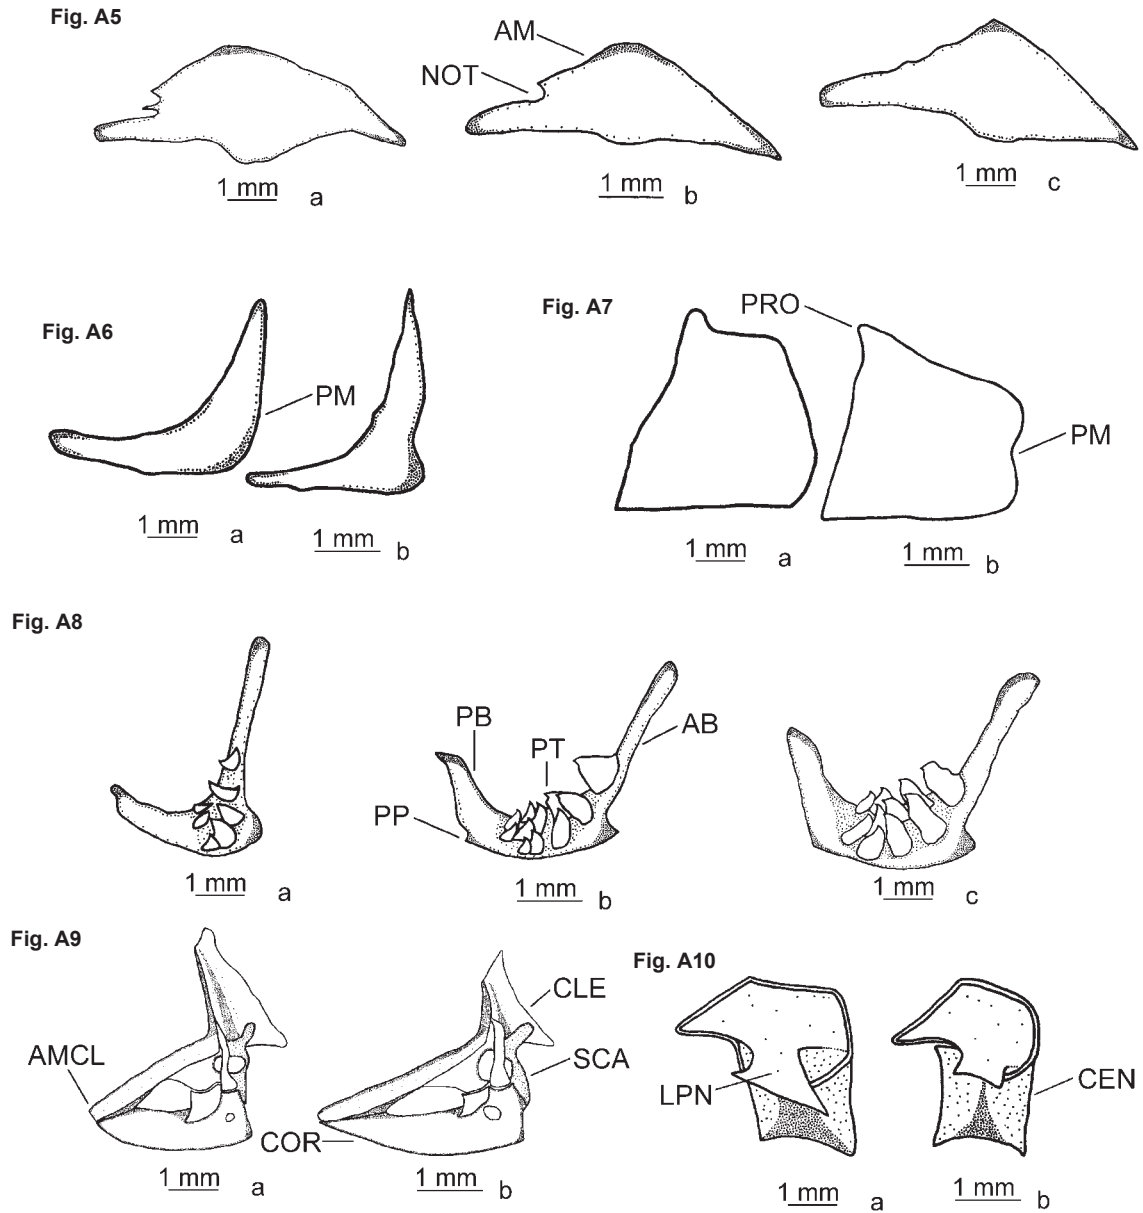 Fig. A5
AM
NOT
1 mm a
1 mm b
1 mm c
Fig. A6
PM
1 mm a
1 mm b
Fig. A7
PRO
PM
1 mm a
1 mm b
Fig. A8
PB
PT
AB
PP
1 mm a
1 mm b
1 mm c
Fig. A9
CLE
AMCL
SCA
COR
1 mm a
1 mm b
Fig. A10
LPN
CEN
1 mm a
1 mm b